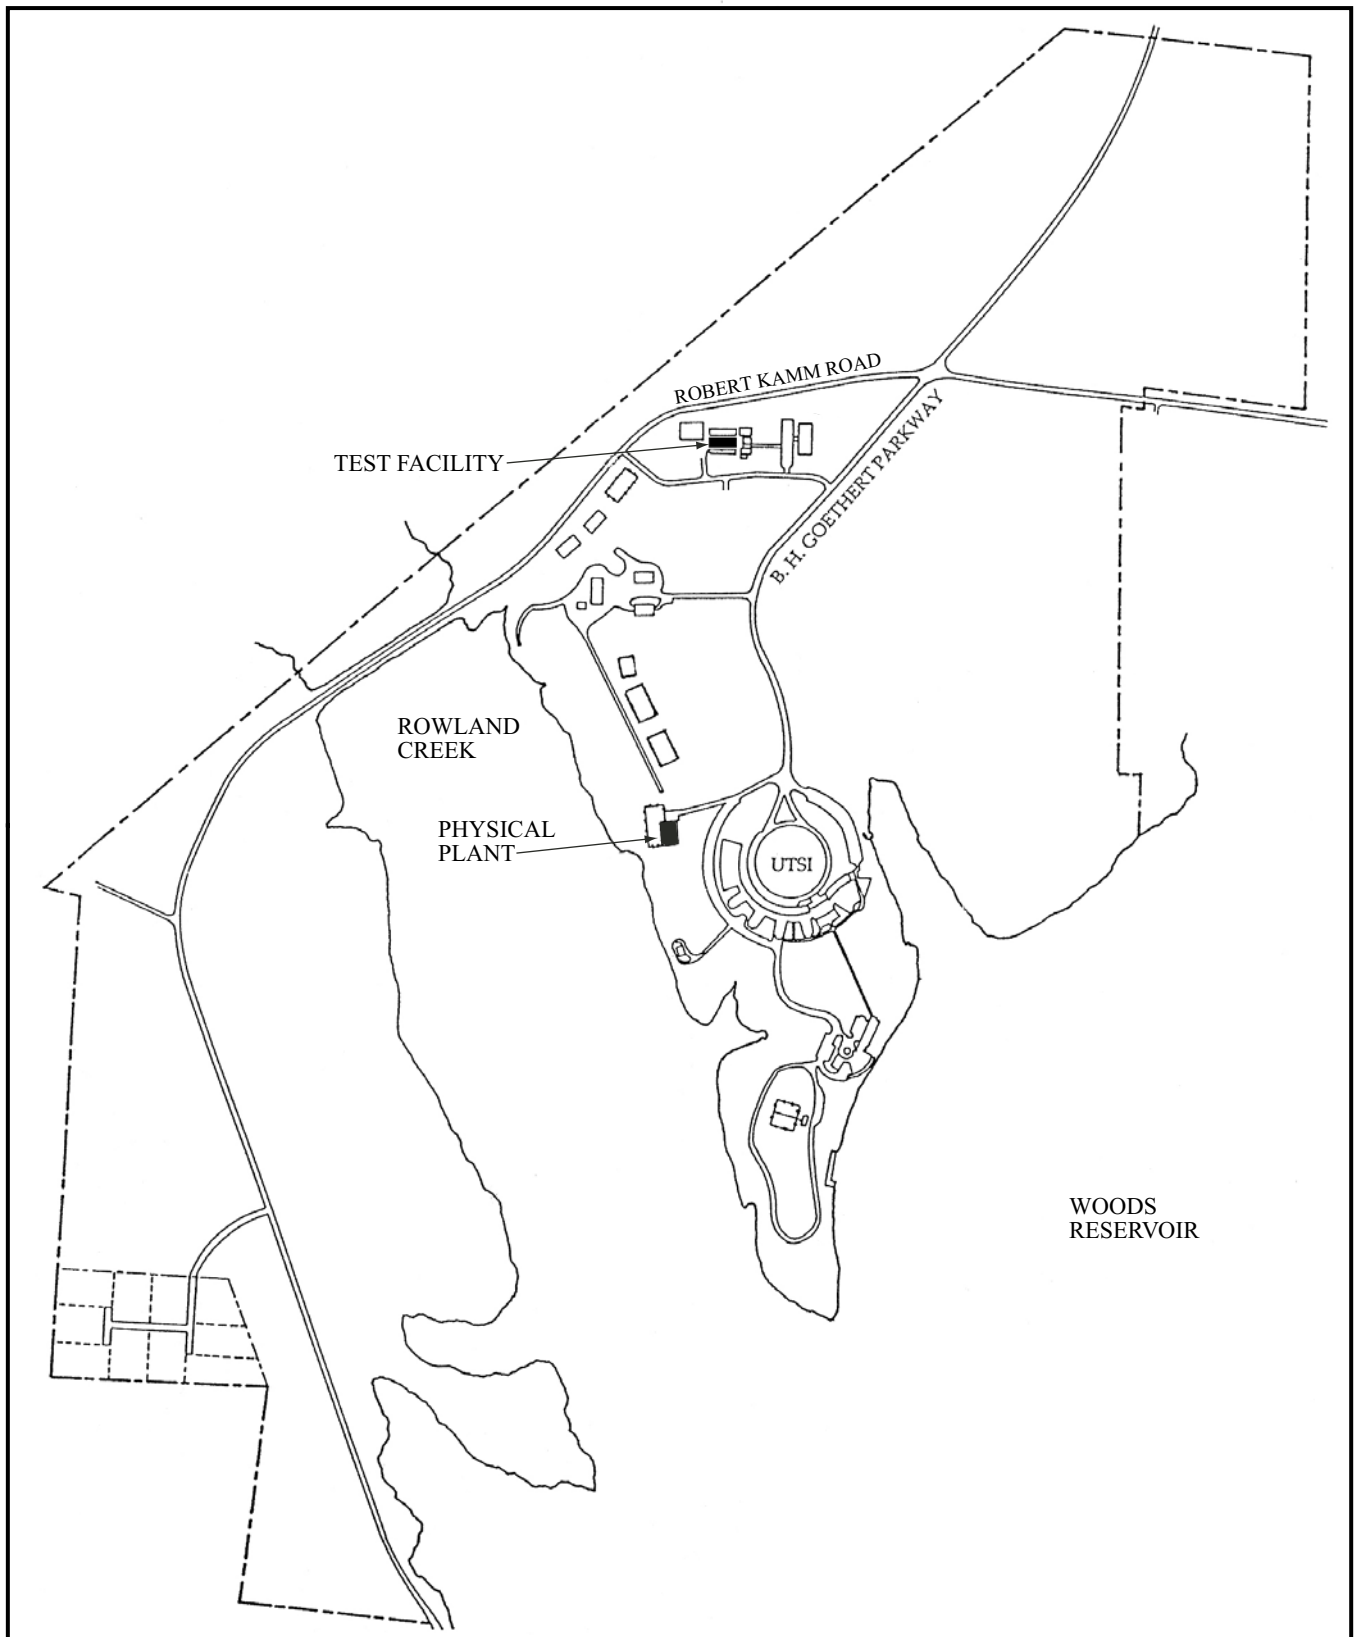 ROBERT KAMM ROAD
B. H. GOETHERT PARKWAY
TEST FACILITY
ROWLAND
CREEK
PHYSICAL
PLANT
UTSI
WOODS
RESERVOIR